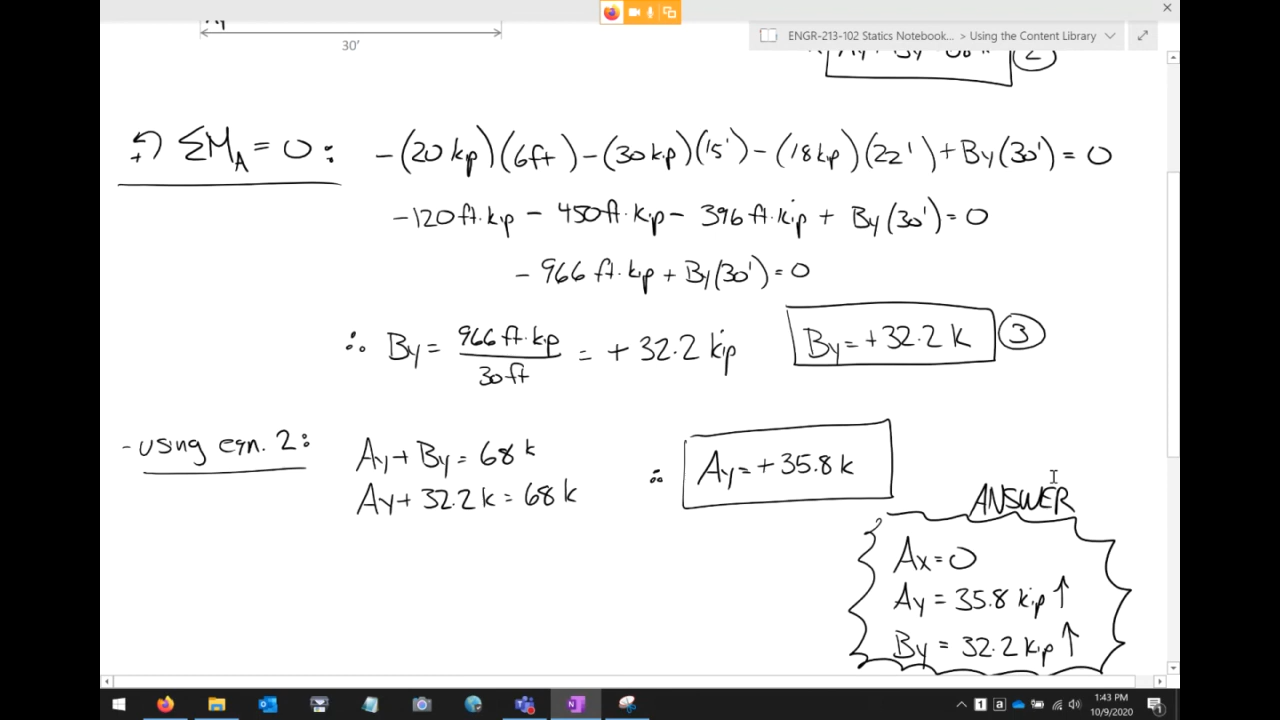 Ay
30'
ENGR-213-102 Statics Notebook... > Using the Content Library
2
+ ΣM_A = 0 : -(20 kip)(6ft) - (30 kip)(15') - (18 kip)(22') + By(30') = 0
-120 ft·kip - 450 ft·kip - 396 ft·kip + By(30') = 0
-966 ft·kip + By(30') = 0
∴ By = 966 ft·kip / 30 ft = + 32.2 kip By = +32.2 k 3
- using eqn. 2: Ay + By = 68 k
Ay + 32.2 k = 68 k ∴ Ay = + 35.8 k
ANSWER
Ax = 0
Ay = 35.8 kip ↑
By = 32.2 kip ↑
1:43 PM
10/9/2020